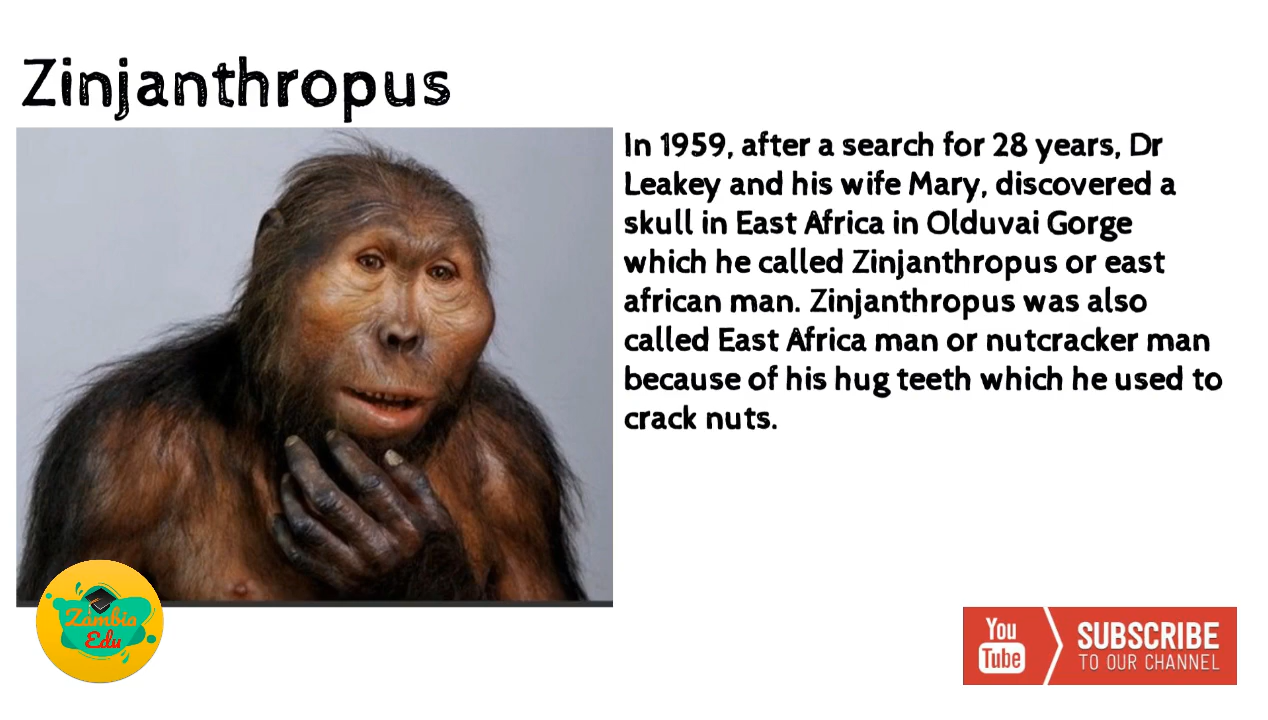 Zinjanthropus
In 1959, after a search for 28 years, Dr
Leakey and his wife Mary, discovered a
skull in East Africa in Olduvai Gorge
which he called Zinjanthropus or east
african man. Zinjanthropus was also
called East Africa man or nutcracker man
because of his hug teeth which he used to
crack nuts.
Zambia
Edu
You
Tube
SUBSCRIBE
TO OUR CHANNEL